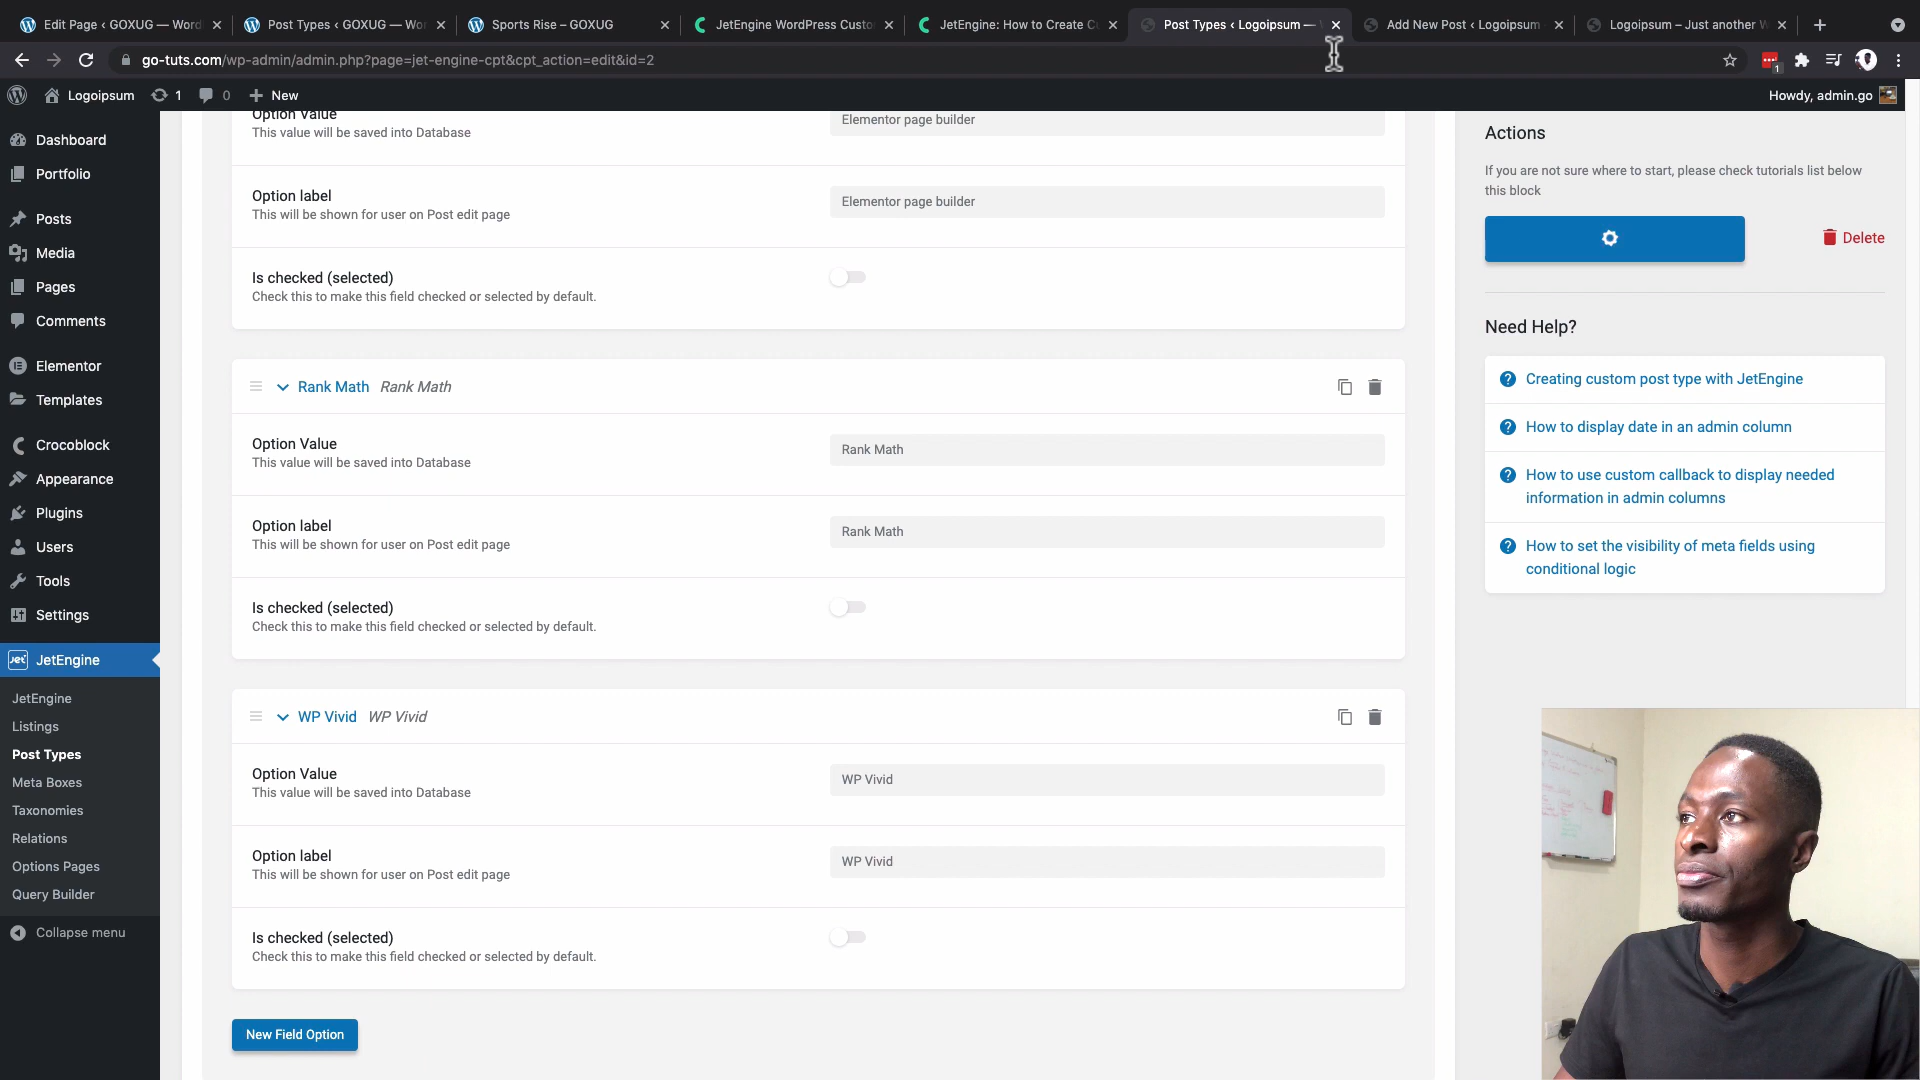 Edit Page ‹ GOXUG — Word
Post Types ‹ GOXUG — Wor
Sports Rise – GOXUG
JetEngine WordPress Custo
JetEngine: How to Create Cu
Post Types ‹ Logoipsum — W
Add New Post ‹ Logoipsum
Logoipsum – Just another W
go-tuts.com/wp-admin/admin.php?page=jet-engine-cpt&cpt_action=edit&id=2
1
Logoipsum
1
0
New
Howdy, admin.go
Dashboard
Portfolio
Posts
Media
Pages
Comments
Elementor
Templates
Crocoblock
Appearance
Plugins
Users
Tools
Settings
JetEngine
JetEngine
Listings
Post Types
Meta Boxes
Taxonomies
Relations
Options Pages
Query Builder
Collapse menu
Option Value
This value will be saved into Database
Elementor page builder
Option label
This will be shown for user on Post edit page
Elementor page builder
Is checked (selected)
Check this to make this field checked or selected by default.
Rank Math Rank Math
Option Value
This value will be saved into Database
Rank Math
Option label
This will be shown for user on Post edit page
Rank Math
Is checked (selected)
Check this to make this field checked or selected by default.
WP Vivid WP Vivid
Option Value
This value will be saved into Database
WP Vivid
Option label
This will be shown for user on Post edit page
WP Vivid
Is checked (selected)
Check this to make this field checked or selected by default.
New Field Option
Actions
If you are not sure where to start, please check tutorials list below
this block
Delete
Need Help?
Creating custom post type with JetEngine
How to display date in an admin column
How to use custom callback to display needed
information in admin columns
How to set the visibility of meta fields using
conditional logic